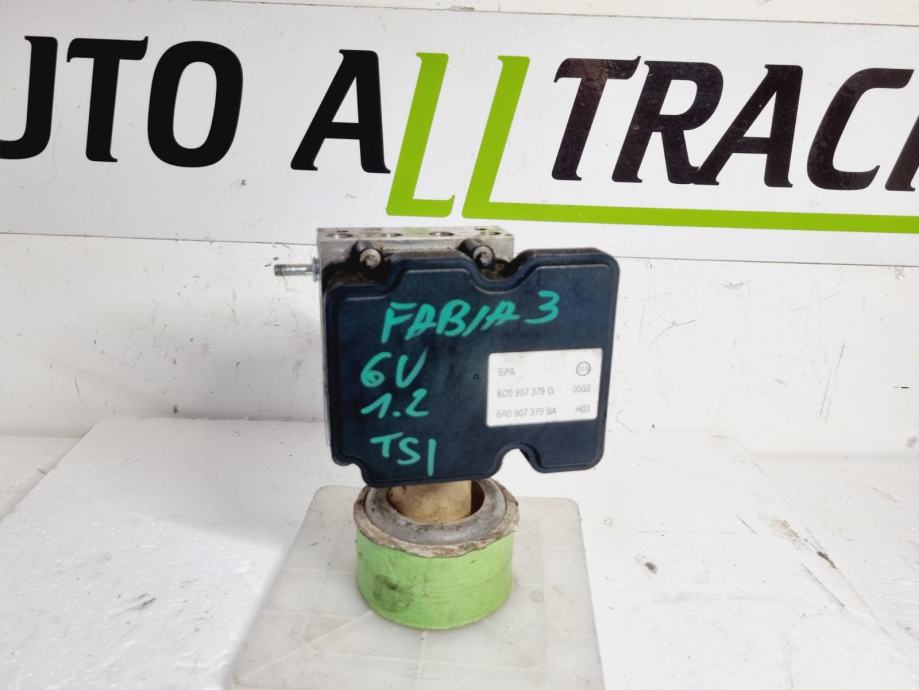 UTO ALLTRAC
FABIA 3
6V
1.2
TSI
BPA
6C0 907 379 G 0003
6R0 907 379 BA H03